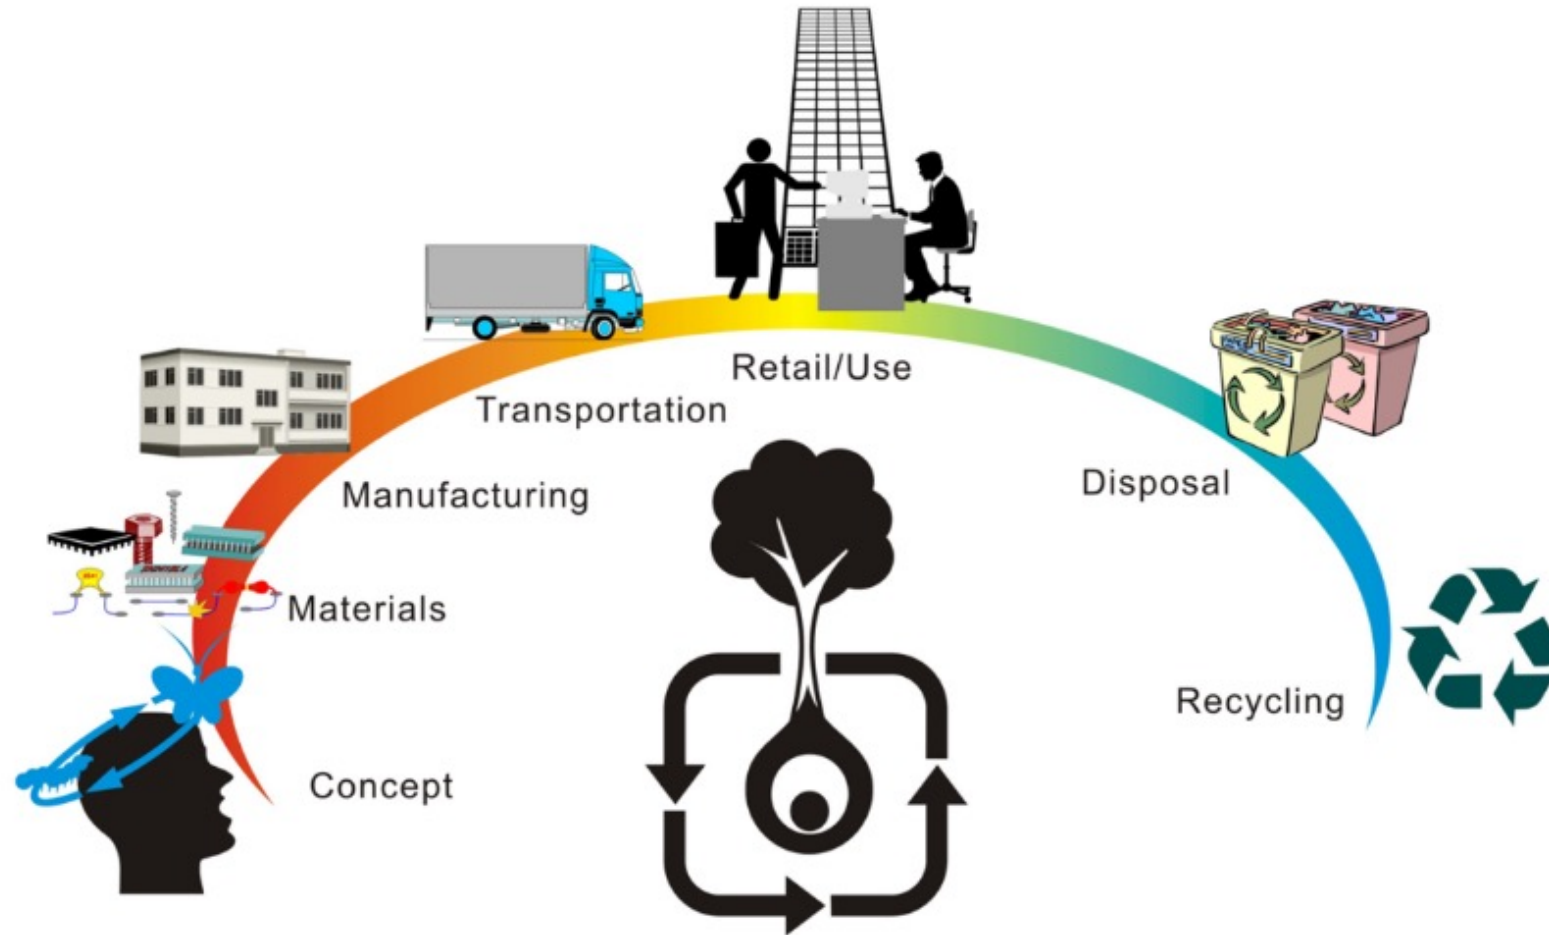 Retail/Use
Transportation
Disposal
Manufacturing
Materials
Recycling
Concept